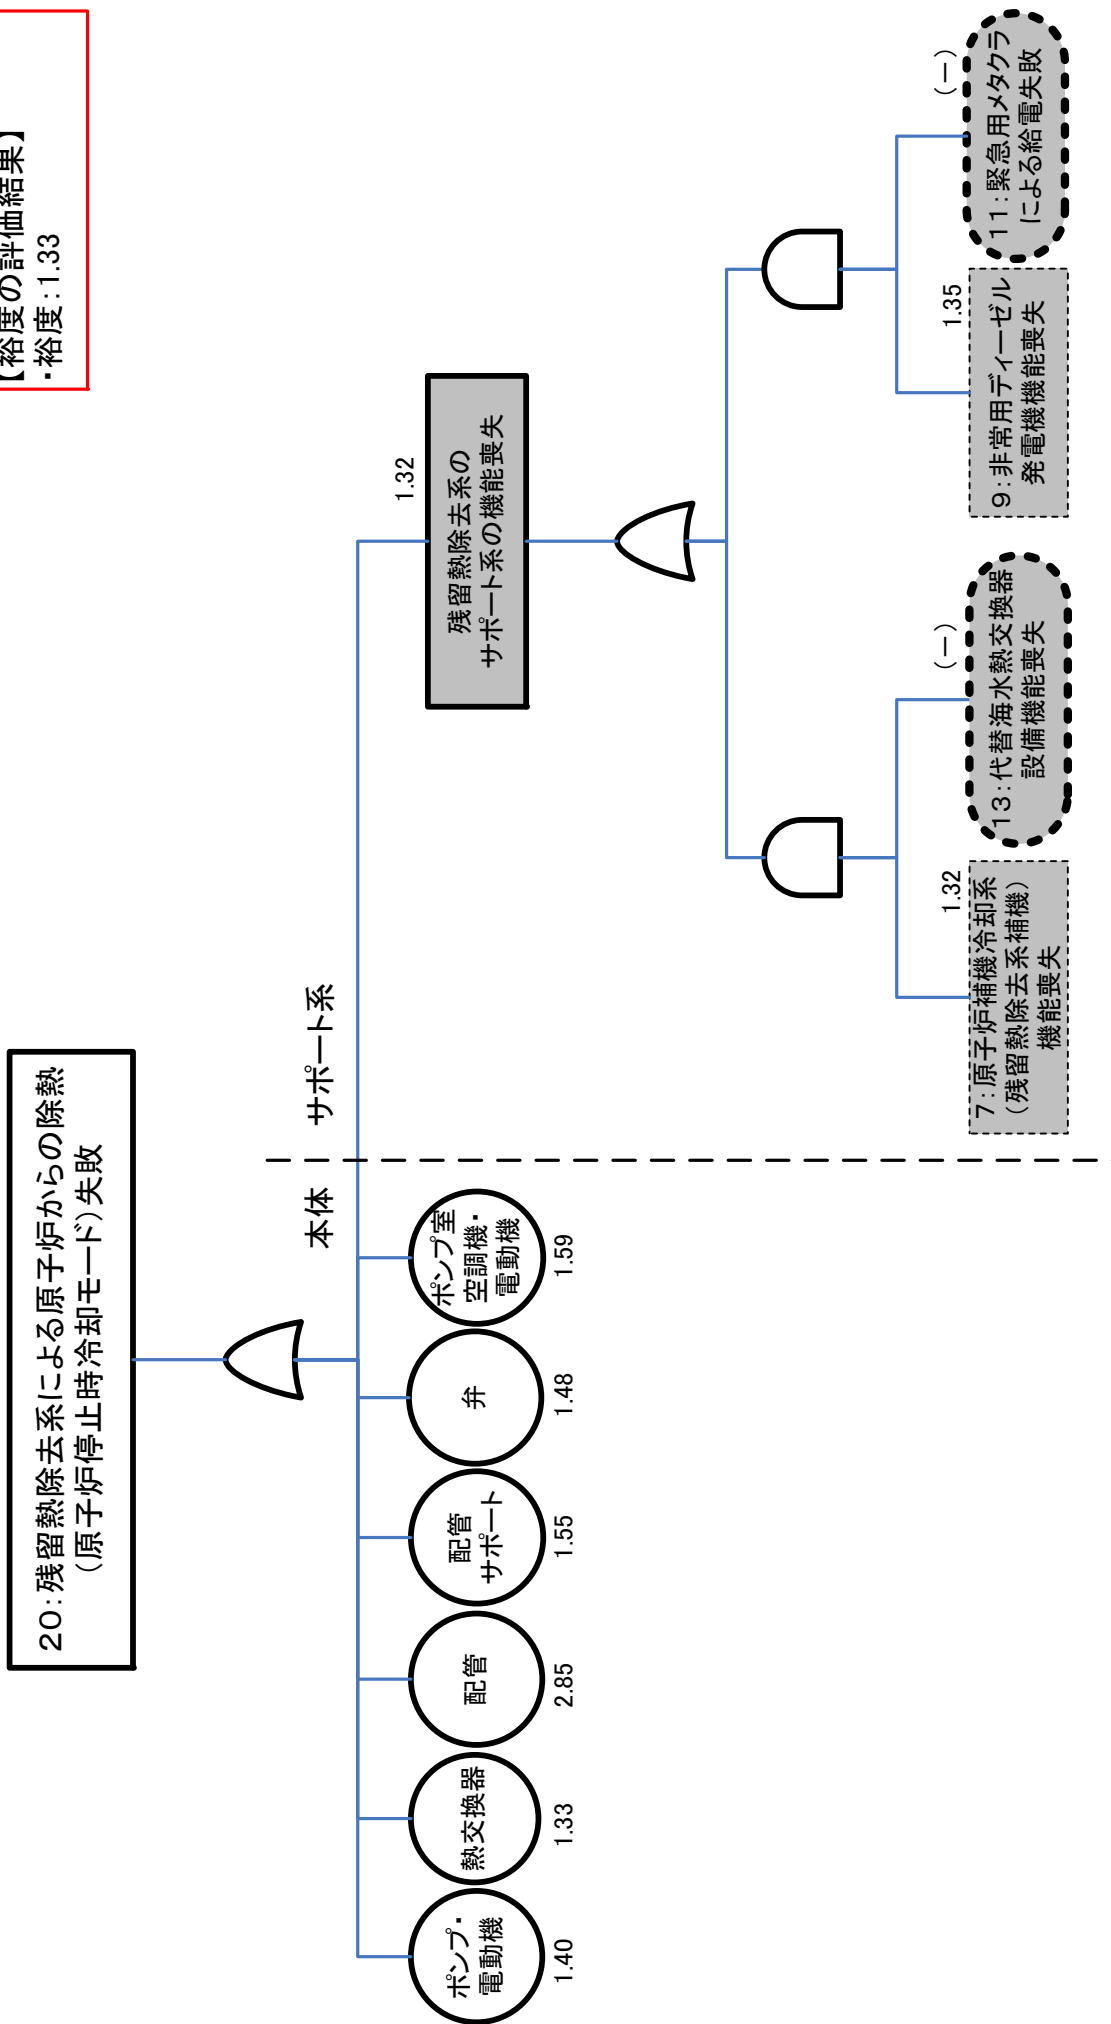 【裕度の評価結果】
・裕度：1.33
20：残留熱除去系による原子炉からの除熱
（原子炉停止時冷却モード）失敗
本体
サポート系
ポンプ・
電動機
1.40
熱交換器
1.33
配管
2.85
配管
サポート
1.55
弁
1.48
ポンプ室
空調機・
電動機
1.59
1.32
残留熱除去系の
サポート系の機能喪失
1.32
7：原子炉補機冷却系
（残留熱除去系補機）
機能喪失
（－）
13：代替海水熱交換器
設備機能喪失
1.35
9：非常用ディーゼル
発電機機能喪失
（－）
11：緊急用メタクラ
による給電失敗